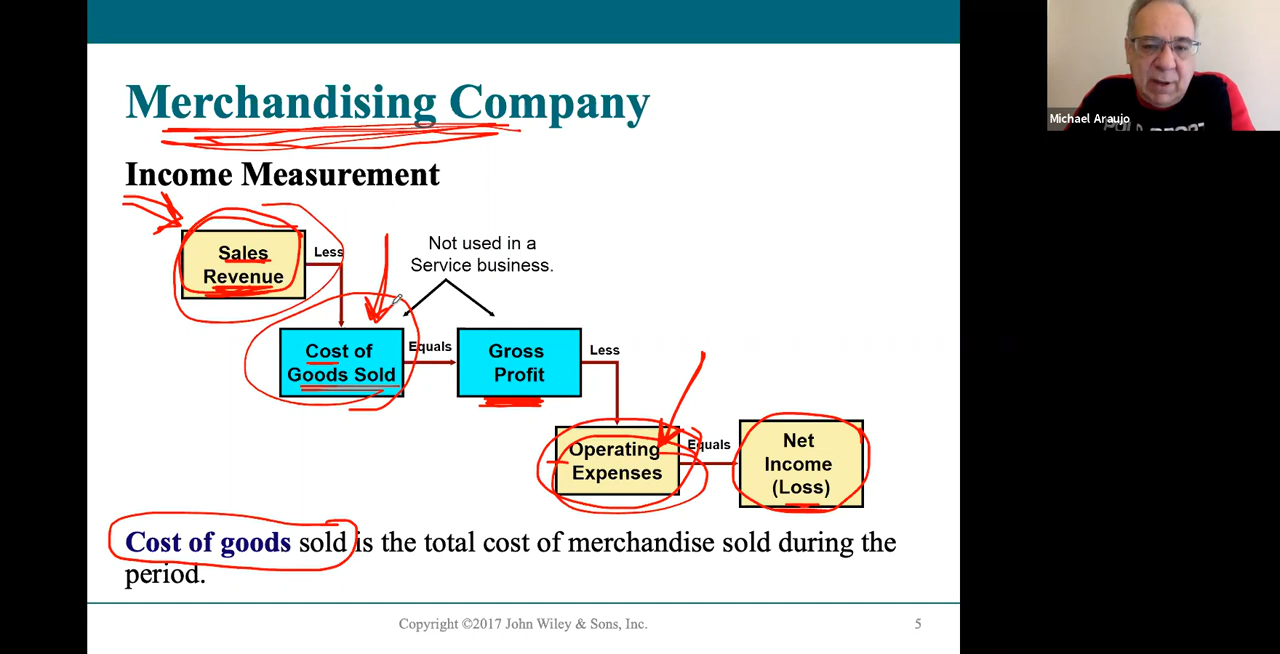 Merchandising Company
Michael Araujo
Income Measurement
Sales
Revenue
Less
Not used in a
Service business.
Cost of
Goods Sold
Equals
Gross
Profit
Less
Operating
Expenses
Equals
Net
Income
(Loss)
Cost of goods sold is the total cost of merchandise sold during the
period.
Copyright ©2017 John Wiley & Sons, Inc.
5